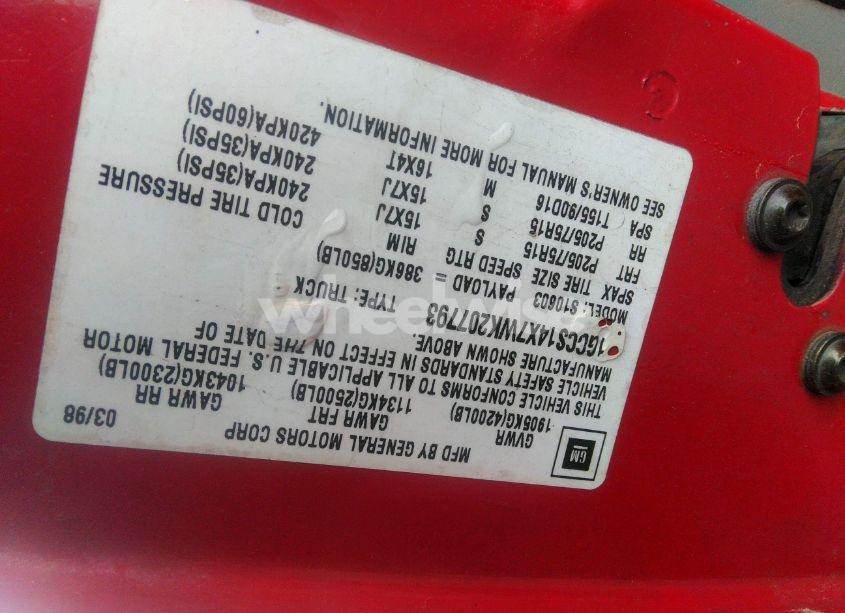 GM
MFD BY GENERAL MOTORS CORP
03/98
GVWR GAWR FRT GAWR RR
1905KG(4200LB) 1134KG(2500LB) 1043KG(2300LB)
THIS VEHICLE CONFORMS TO ALL APPLICABLE U.S. FEDERAL MOTOR
VEHICLE SAFETY STANDARDS IN EFFECT ON THE DATE OF
MANUFACTURE SHOWN ABOVE.
1GCCS14X7WK207793 TYPE: TRUCK
MODEL: S10603 PAYLOAD = 386KG(850LB)
SPAX TIRE SIZE SPEED RTG RIM COLD TIRE PRESSURE
FRT P205/75R15 S 15X7J 240KPA(35PSI)
RR P205/75R15 S 15X7J 240KPA(35PSI)
SPA T155/90D16 M 16X4T 420KPA(60PSI)
SEE OWNER'S MANUAL FOR MORE INFORMATION.